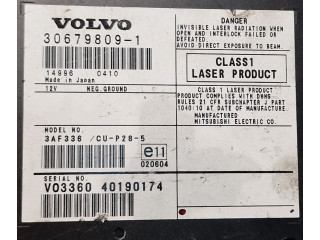 VOLVO
30679809-1
14996 0410
Made in Japan
12V NEG.GROUND
MODEL NO.
3AF336 /CU-P28-5
e11
020604
SERIAL NO.
VO3360 40190174
DANGER
INVISIBLE LASER RADIATION WHEN
OPEN AND INTERLOCK FAILED OR
DEFEATED.
AVOID DIRECT EXPOSURE TO BEAM.
CLASS1
LASER PRODUCT
CLASS 1 LASER PRODUCT
PRODUCT COMPLIES WITH DHHS
RULES 21 CFR SUBCHAPTER J PART
1040:10 AT DATE OF MANUFACTURE.
MANUFACTURED
MITSUBISHI ELECTRIC CO.